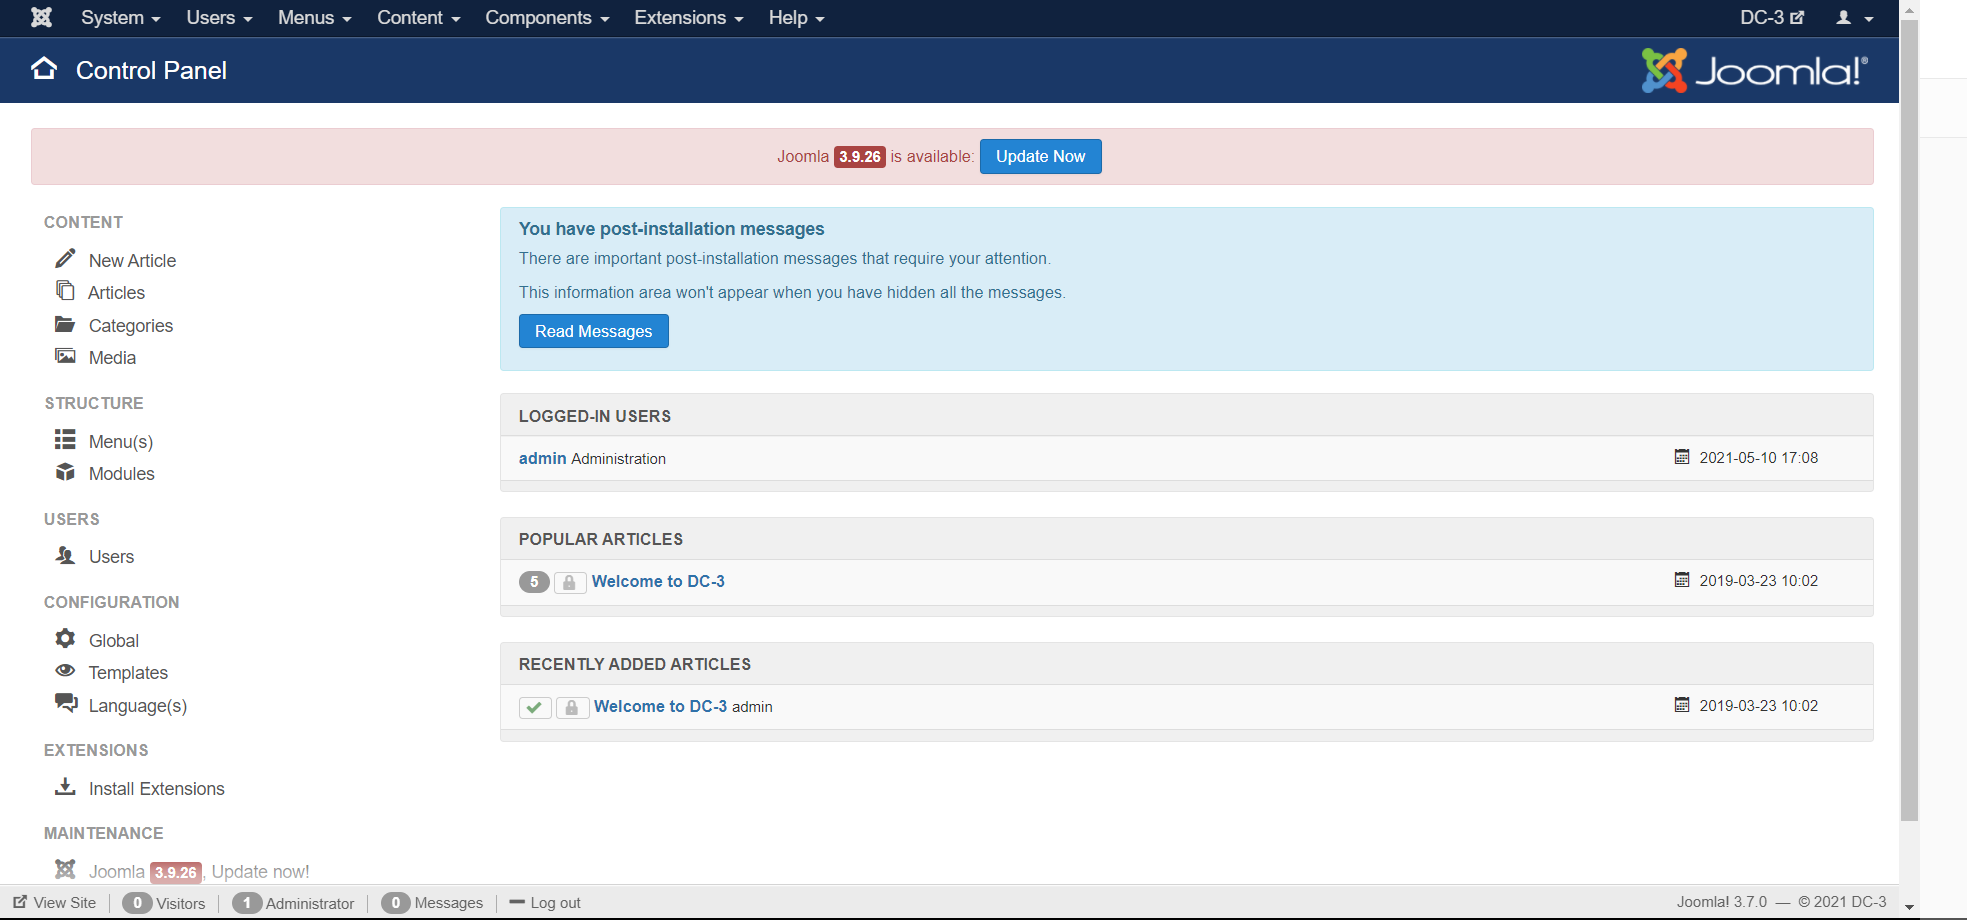 System Users Menus Content Components Extensions Help DC-3
Control Panel
Joomla!®
Joomla 3.9.26 is available: Update Now
CONTENT
New Article
Articles
Categories
Media
STRUCTURE
Menu(s)
Modules
USERS
Users
CONFIGURATION
Global
Templates
Language(s)
EXTENSIONS
Install Extensions
MAINTENANCE
Joomla 3.9.26, Update now!
You have post-installation messages
There are important post-installation messages that require your attention.
This information area won't appear when you have hidden all the messages.
Read Messages
LOGGED-IN USERS
admin Administration 2021-05-10 17:08
POPULAR ARTICLES
5 Welcome to DC-3 2019-03-23 10:02
RECENTLY ADDED ARTICLES
Welcome to DC-3 admin 2019-03-23 10:02
View Site 0 Visitors 1 Administrator 0 Messages Log out Joomla! 3.7.0 — © 2021 DC-3